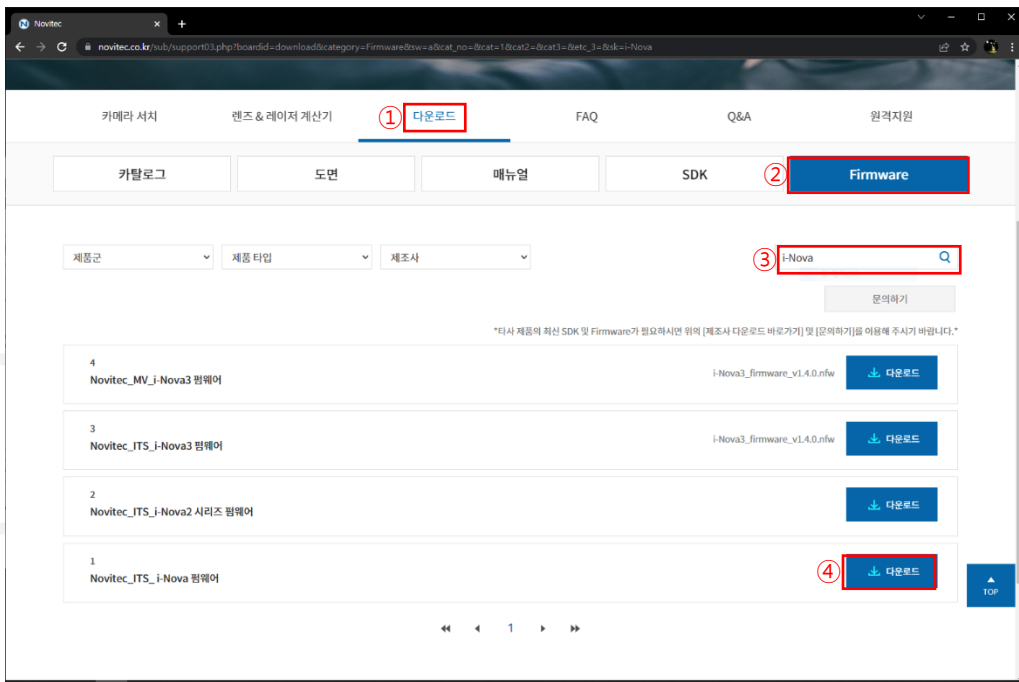 Novitec
novitec.co.kr/sub/support03.php?boardid=download&category=Firmware&sw=a&cat_no=&cat=1&cat2=&cat3=&etc_3=&sk=i-Nova
카메라 서치 렌즈 & 레이저 계산기 ① 다운로드 FAQ Q&A 원격지원
카탈로그 도면 매뉴얼 SDK ② Firmware
제품군 제품 타입 제조사 ③ i-Nova
문의하기
*타사 제품의 최신 SDK 및 Firmware가 필요하시면 위의 [제조사 다운로드 바로가기] 및 [문의하기]를 이용해 주시기 바랍니다.*
4
Novitec_MV_i-Nova3 펌웨어 i-Nova3_firmware_v1.4.0.nfw 다운로드
3
Novitec_ITS_i-Nova3 펌웨어 i-Nova3_firmware_v1.4.0.nfw 다운로드
2
Novitec_ITS_i-Nova2 시리즈 펌웨어 다운로드
1
Novitec_ITS_ i-Nova 펌웨어 ④ 다운로드
TOP
1